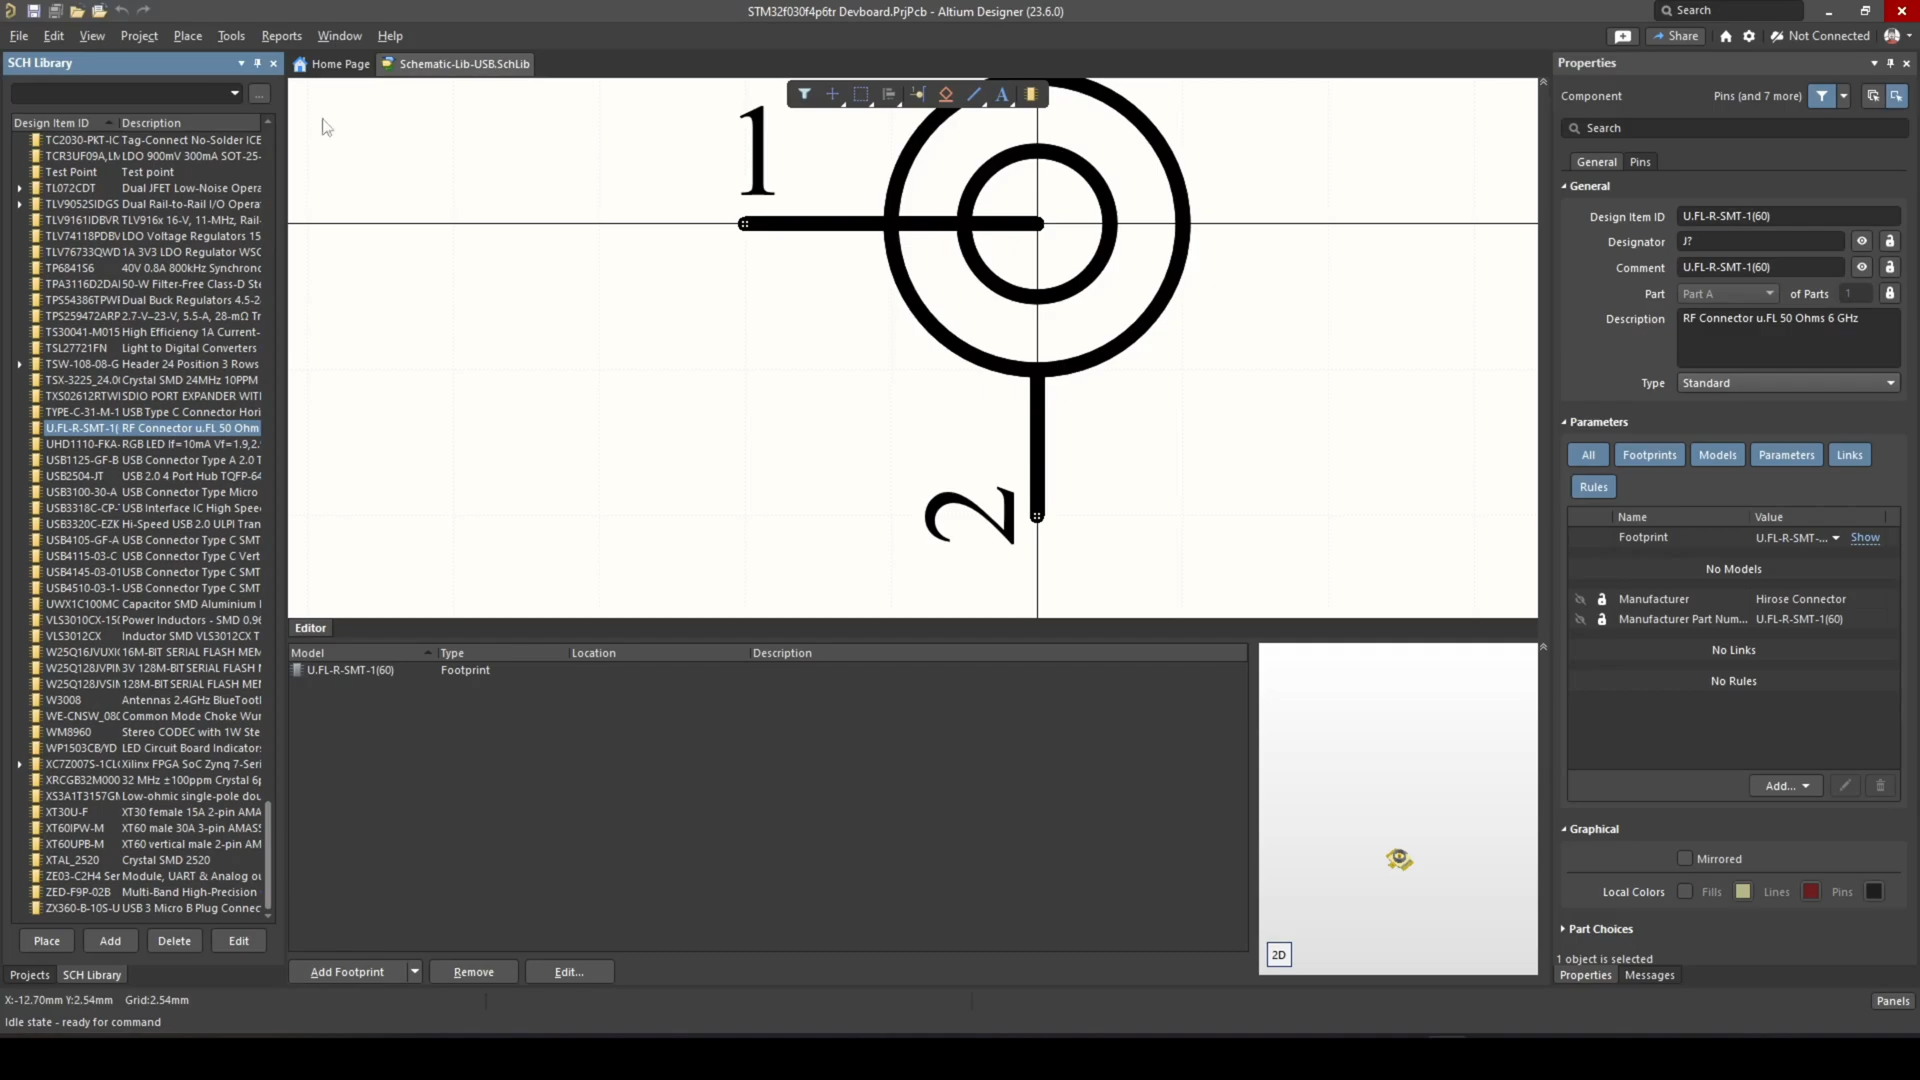 STM32f030f4p6tr Devboard.PrjPcb - Altium Designer (23.6.0)
Search
File Edit View Project Place Tools Reports Window Help
Share
Not Connected
SCH Library
Home Page
Schematic-Lib-USB.SchLib
Design Item ID Description
TC2030-PKT-IC Tag-Connect No-Solder ICE
TCR3UF09A,LM LDO 900mV 300mA SOT-25-
Test Point Test point
TL072CDT Dual JFET Low-Noise Opera
TLV9052SIDGS Dual Rail-to-Rail I/O Operat
TLV9161IDBVR TLV916x 16-V, 11-MHz, Rail-
TLV74118PDBV LDO Voltage Regulators 15
TLV76733QWD 1A 3V3 LDO Regulator WSC
TP6841S6 40V 0.8A 800kHz Synchrono
TPA3116D2DAI 50-W Filter-Free Class-D Ste
TPS54386TPWI Dual Buck Regulators 4.5-2
TPS259472ARP 2.7-V–23-V, 5.5-A, 28-mΩ Tr
TS30041-M015 High Efficiency 1A Current-
TSL27721FN Light to Digital Converters
TSW-108-08-G Header 24 Position 3 Rows
TSX-3225_24.0 Crystal SMD 24MHz 10PPM
TXS02612RTWI SDIO PORT EXPANDER WIT
TYPE-C-31-M-1 USB Type C Connector Hori
U.FL-R-SMT-1( RF Connector u.FL 50 Ohm
UHD1110-FKA- RGB LED If=10mA Vf=1.9,2.
USB1125-GF-B USB Connector Type A 2.0 T
USB2504-JT USB 2.0 4 Port Hub TQFP-64
USB3100-30-A USB Connector Type Micro
USB3318C-CP- USB Interface IC High Spee
USB3320C-EZK Hi-Speed USB 2.0 ULPI Tran
USB4105-GF-A USB Connector Type C SMT
USB4115-03-C USB Connector Type C Vert
USB4145-03-01 USB Connector Type C SMT
USB4510-03-1- USB Connector Type C SMT
UWX1C100MC Capacitor SMD Aluminium
VLS3010CX-150 Power Inductors - SMD 0.96
VLS3012CX Inductor SMD VLS3012CX T
W25Q16JVUXI 16M-BIT SERIAL FLASH MEM
W25Q128JVPI 3V 128M-BIT SERIAL FLASH
W25Q128JVSI 128M-BIT SERIAL FLASH MEM
W3008 Antennas 2.4GHz BlueToot
WE-CNSW_080 Common Mode Choke Wur
WM8960 Stereo CODEC with 1W Ste
WP1503CB/YD LED Circuit Board Indicator
XC7Z007S-1CL Xilinx FPGA SoC Zynq 7-Seri
XRCGB32M000 32 MHz ±100ppm Crystal 6p
XS3A1T3157GM Low-ohmic single-pole dou
XT30U-F XT30 female 15A 2-pin AMA
XT60IPW-M XT60 male 30A 3-pin AMASS
XT60UPB-M XT60 vertical male 2-pin AM
XTAL_2520 Crystal SMD 2520
ZE03-C2H4 Ser Module, UART & Analog ou
ZED-F9P-02B Multi-Band High-Precision
ZX360-B-10S-U USB 3 Micro B Plug Connec
Place Add Delete Edit
Projects SCH Library
X:-12.70mm Y:2.54mm Grid:2.54mm
Idle state - ready for command
1
2
Editor
Model Type Location Description
U.FL-R-SMT-1(60) Footprint
2D
Add Footprint Remove Edit...
Properties
Component Pins (and 7 more)
Search
General Pins
General
Design Item ID U.FL-R-SMT-1(60)
Designator J?
Comment U.FL-R-SMT-1(60)
Part Part A of Parts 1
Description RF Connector u.FL 50 Ohms 6 GHz
Type Standard
Parameters
All Footprints Models Parameters Links
Rules
Name Value
Footprint U.FL-R-SMT-... Show
No Models
Manufacturer Hirose Connector
Manufacturer Part Num... U.FL-R-SMT-1(60)
No Links
No Rules
Add...
Graphical
Mirrored
Local Colors Fills Lines Pins
Part Choices
1 object is selected
Properties Messages
Panels